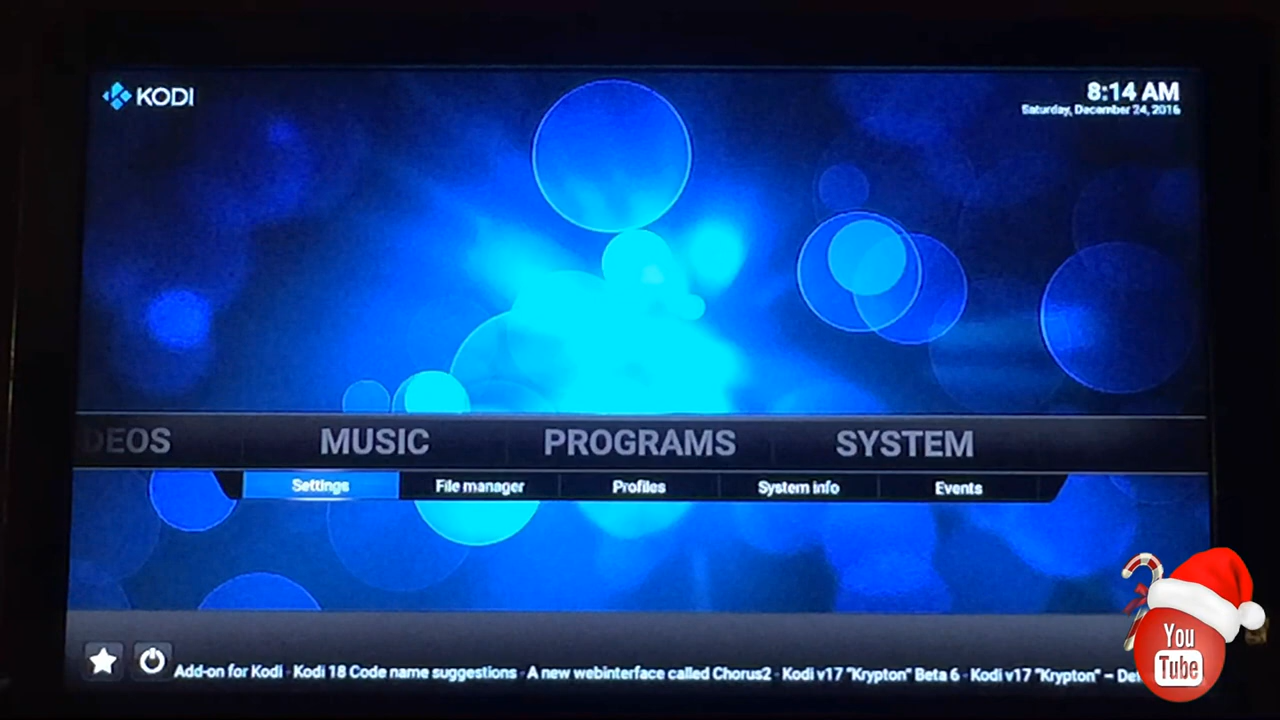 KODI
8:14 AM
Saturday, December 24, 2016
DEOS MUSIC PROGRAMS SYSTEM
Settings File manager Profiles System info Events
Add-on for Kodi · Kodi 18 Code name suggestions · A new webinterface called Chorus2 · Kodi v17 "Krypton" Beta 6 · Kodi v17 "Krypton" –
You
Tube